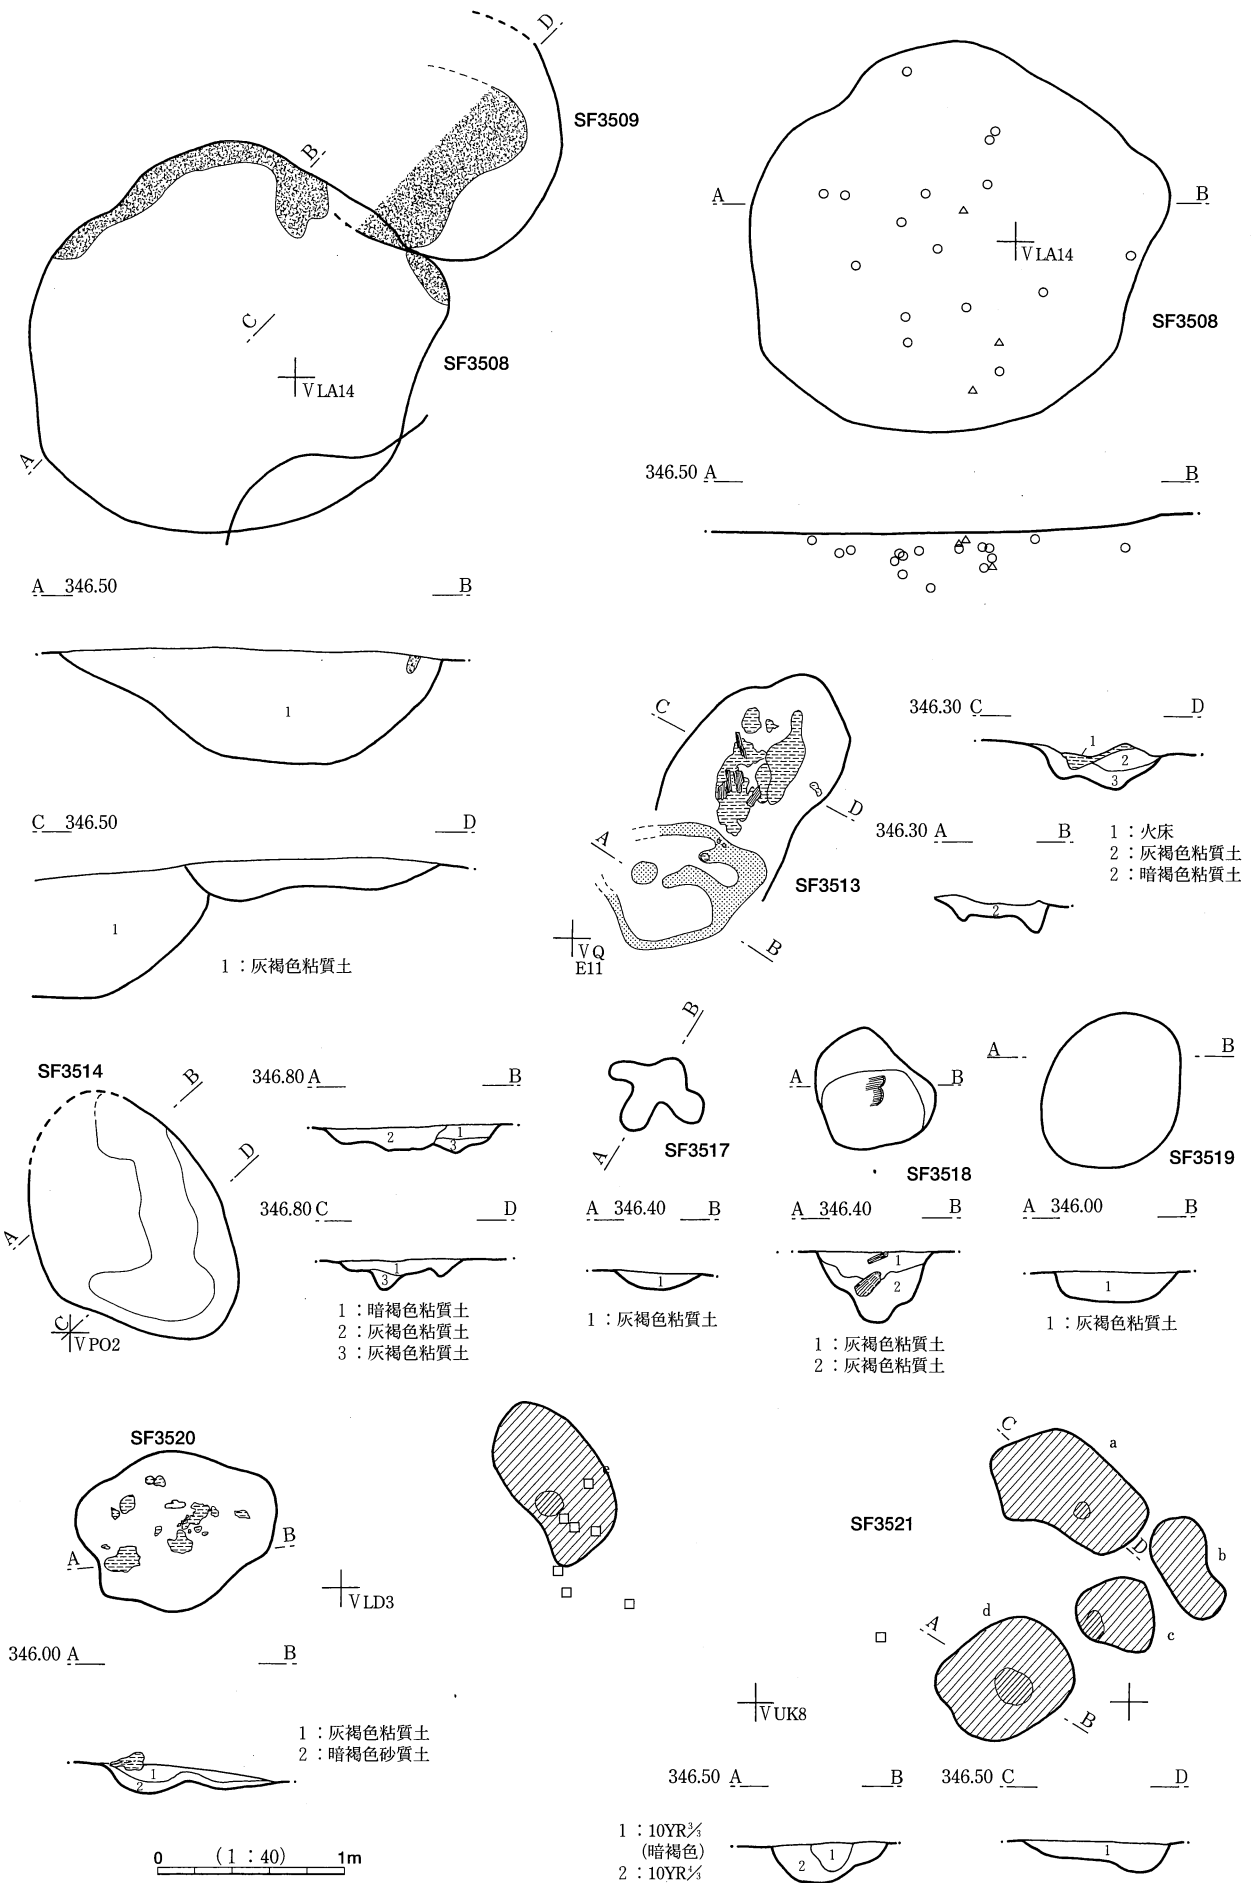 D
SF3509
B
C
V LA14
SF3508
A
A
B
V LA14
SF3508
346.50 A B
A 346.50 B
1
C 346.50 D
1
1：灰褐色粘質土
C
D
A
B
SF3513
V Q
E11
346.30 C D
1
2
3
346.30 A B
2
1：火床
2：灰褐色粘質土
2：暗褐色粘質土
SF3514
B
D
A
C
V PO2
346.80 A B
2
1
3
346.80 C D
1
3
1：暗褐色粘質土
2：灰褐色粘質土
3：灰褐色粘質土
B
A
SF3517
A 346.40 B
1
1：灰褐色粘質土
A B
SF3518
A 346.40 B
1
2
1：灰褐色粘質土
2：灰褐色粘質土
A B
SF3519
A 346.00 B
1
1：灰褐色粘質土
SF3520
A
B
V LD3
346.00 A B
1
2
1：灰褐色粘質土
2：暗褐色砂質土
e
SF3521
C
a
D
b
c
d
A
B
V UK8
346.50 A B
2
1
346.50 C D
1
1：10YR3/3
(暗褐色)
2：10YR4/3
0 （1：40） 1m